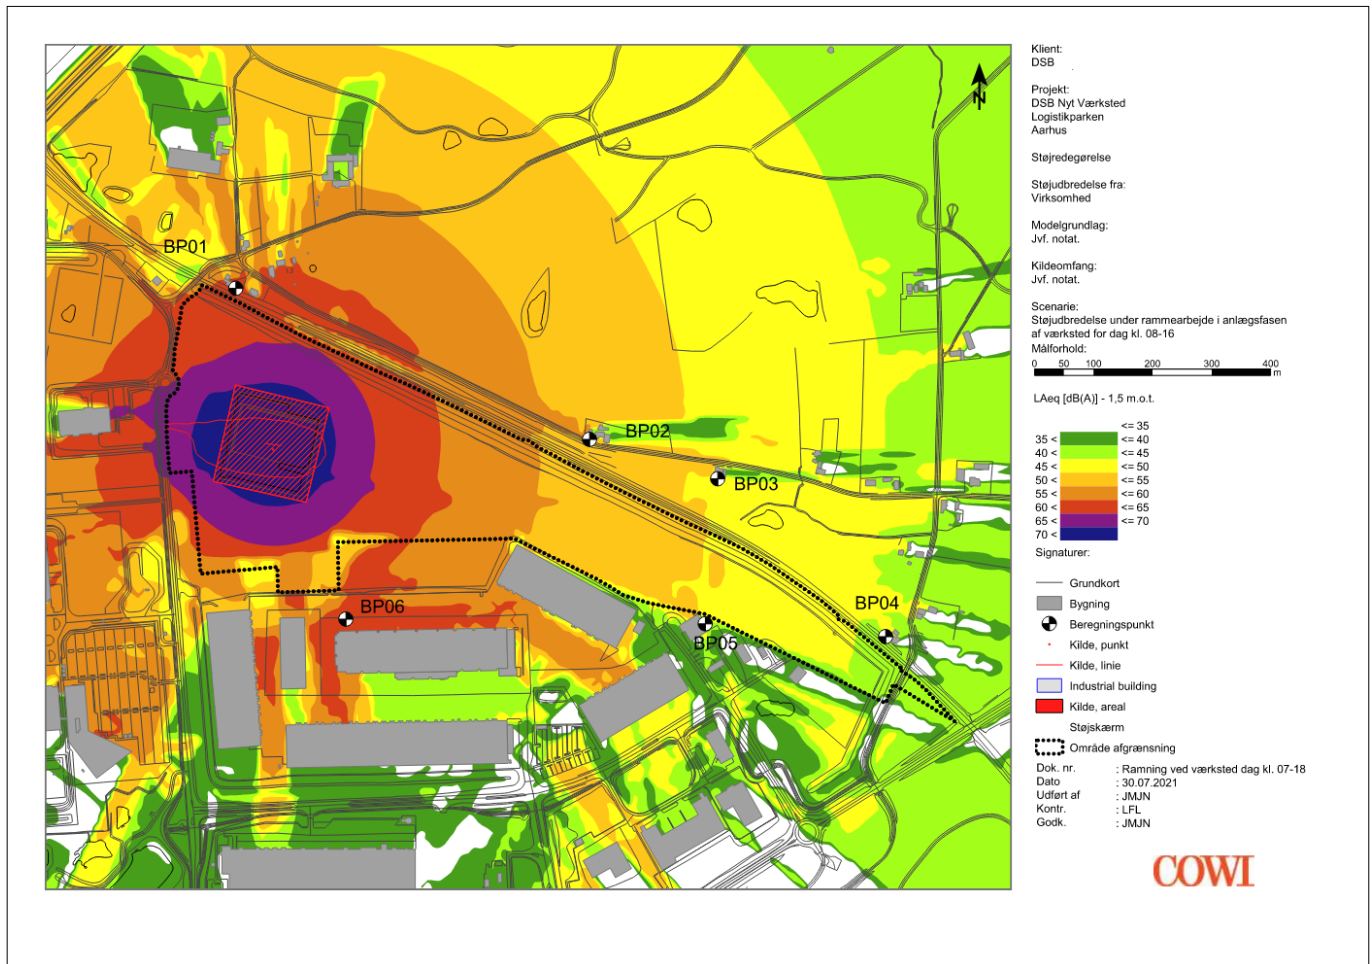 BP01
BP02
BP03
BP04
BP05
BP06
N
Klient:
DSB
Projekt:
DSB Nyt Værksted
Logistikparken
Aarhus
Støjredegørelse
Støjudbredelse fra:
Virksomhed
Modelgrundlag:
Jvf. notat.
Kildeomfang:
Jvf. notat.
Scenarie:
Støjudbredelse under rammearbejde i anlægsfasen
af værksted for dag kl. 08-16
Målforhold:
0 50 100 200 300 400
m
LAeq [dB(A)] - 1,5 m.o.t.
<= 35
35 < <= 40
40 < <= 45
45 < <= 50
50 < <= 55
55 < <= 60
60 < <= 65
65 < <= 70
70 <
Signaturer:
Grundkort
Bygning
Beregningspunkt
Kilde, punkt
Kilde, linie
Industrial building
Kilde, areal
Støjskærm
Område afgrænsning
Dok. nr. : Ramning ved værksted dag kl. 07-18
Dato : 30.07.2021
Udført af : JMJN
Kontr. : LFL
Godk. : JMJN
COWI